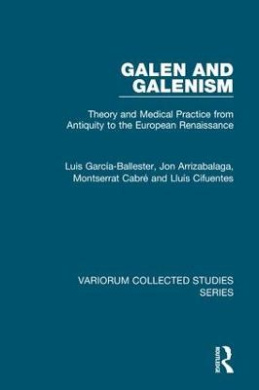 GALEN AND
GALENISM
Theory and Medical Practice from
Antiquity to the European Renaissance
Luis García-Ballester, Jon Arrizabalaga,
Montserrat Cabré and Lluís Cifuentes
VARIORUM COLLECTED STUDIES
SERIES
ROUTLEDGE